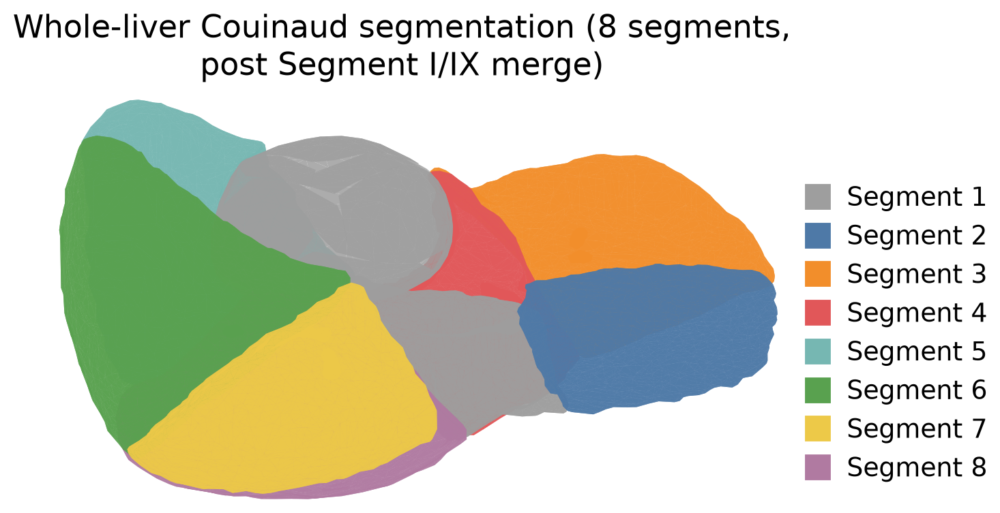 Whole-liver Couinaud segmentation (8 segments,
post Segment I/IX merge)
Segment 1
Segment 2
Segment 3
Segment 4
Segment 5
Segment 6
Segment 7
Segment 8